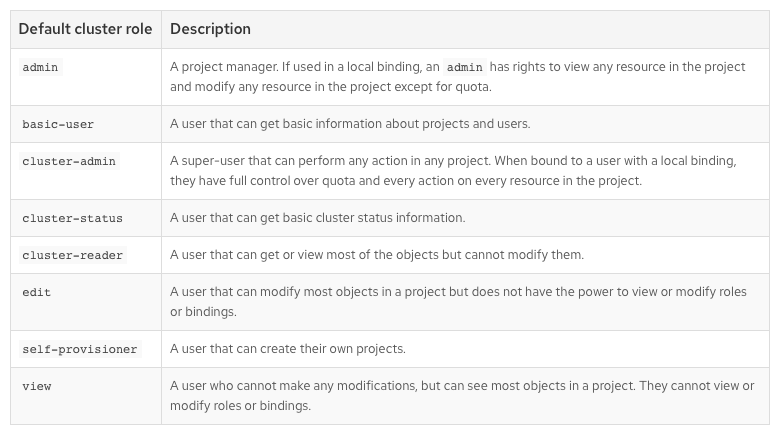 Default cluster role Description
admin A project manager. If used in a local binding, an admin has rights to view any resource in the project
and modify any resource in the project except for quota.
basic-user A user that can get basic information about projects and users.
cluster-admin A super-user that can perform any action in any project. When bound to a user with a local binding,
they have full control over quota and every action on every resource in the project.
cluster-status A user that can get basic cluster status information.
cluster-reader A user that can get or view most of the objects but cannot modify them.
edit A user that can modify most objects in a project but does not have the power to view or modify roles
or bindings.
self-provisioner A user that can create their own projects.
view A user who cannot make any modifications, but can see most objects in a project. They cannot view or
modify roles or bindings.